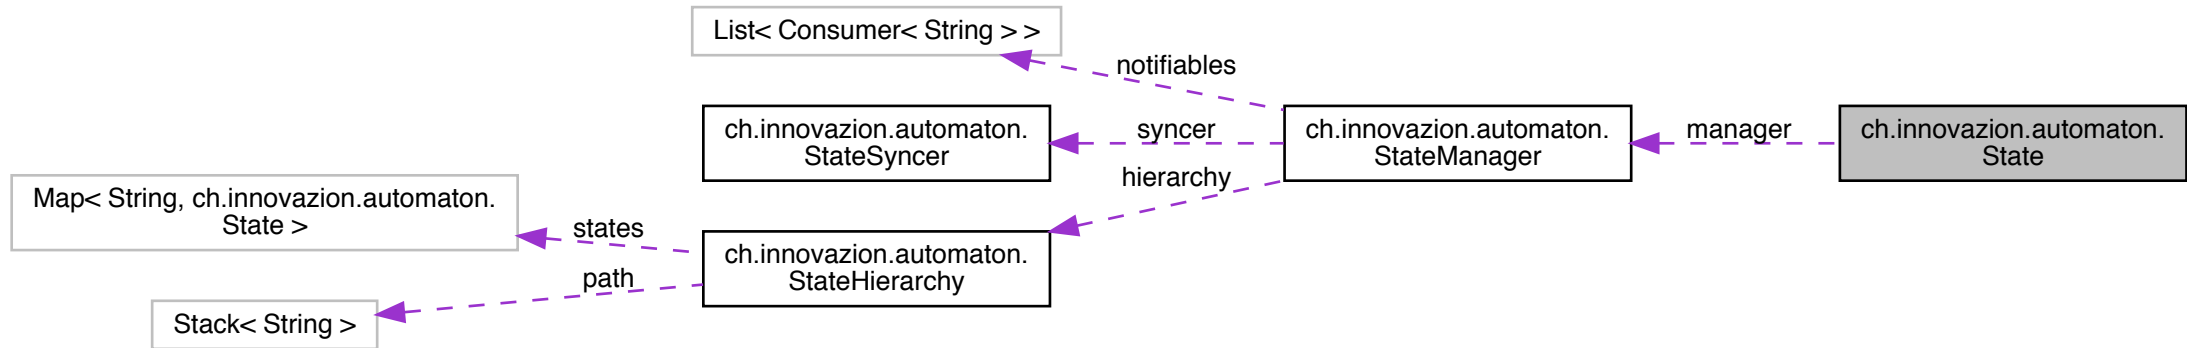 List< Consumer< String > >
notifiables
ch.innovazion.automaton.
StateSyncer
syncer
ch.innovazion.automaton.
StateManager
manager
ch.innovazion.automaton.
State
hierarchy
Map< String, ch.innovazion.automaton.
State >
states
ch.innovazion.automaton.
StateHierarchy
path
Stack< String >